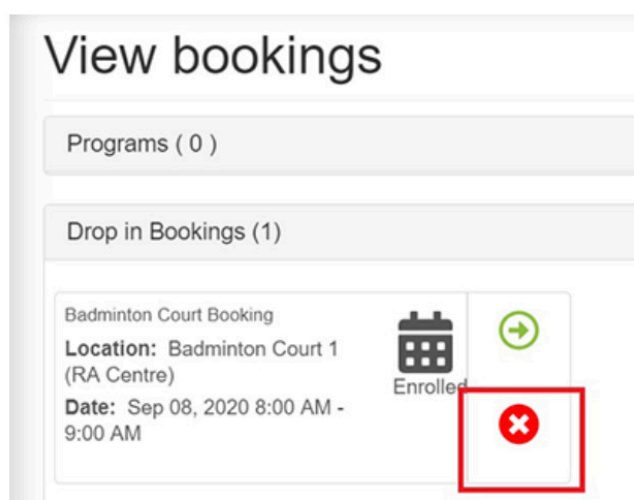 View bookings
Programs ( 0 )
Drop in Bookings (1)
Badminton Court Booking
Location: Badminton Court 1
(RA Centre)
Enrolled
Date: Sep 08, 2020 8:00 AM -
9:00 AM